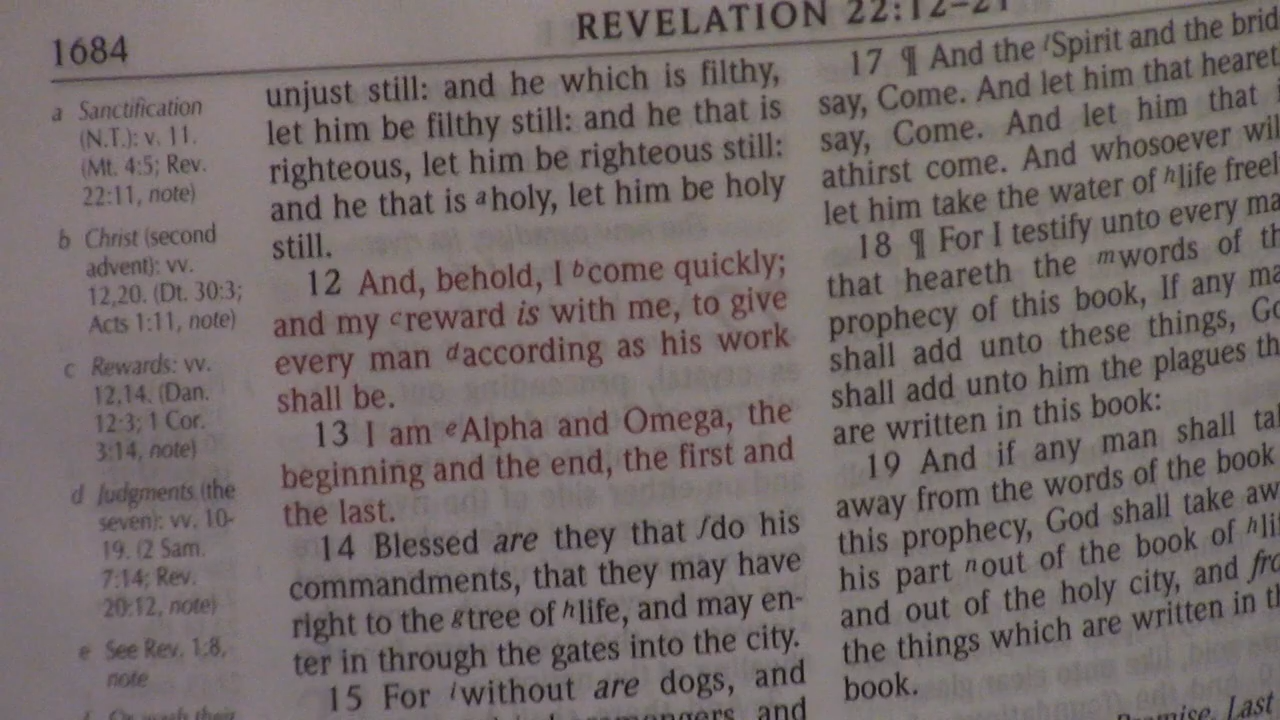 1684
REVELATION 22:12–21
a Sanctification
(N.T.): v. 11.
(Mt. 4:5; Rev.
22:11, note)
b Christ (second
advent): vv.
12,20. (Dt. 30:3;
Acts 1:11, note)
c Rewards: vv.
12,14. (Dan.
12:3; 1 Cor.
3:14, note)
d Judgments (the
seven): vv. 10-
19. (2 Sam.
7:14; Rev.
20:12, note)
e See Rev. 1:8,
note
unjust still: and he which is filthy,
let him be filthy still: and he that is
righteous, let him be righteous still:
and he that is aholy, let him be holy
still.
12 And, behold, I bcome quickly;
and my creward is with me, to give
every man daccording as his work
shall be.
13 I am eAlpha and Omega, the
beginning and the end, the first and
the last.
14 Blessed are they that fdo his
commandments, that they may have
right to the gtree of hlife, and may en-
ter in through the gates into the city.
15 For iwithout are dogs, and
and
17 ¶ And the lSpirit and the brid
say, Come. And let him that heareth
say, Come. And let him that
athirst come. And whosoever wil
let him take the water of hlife freel
18 ¶ For I testify unto every ma
that heareth the mwords of th
prophecy of this book, If any ma
shall add unto these things, Go
shall add unto him the plagues th
are written in this book:
19 And if any man shall ta
away from the words of the book
this prophecy, God shall take aw
his part nout of the book of hli
and out of the holy city, and fro
the things which are written in th
book.
Promise, Last